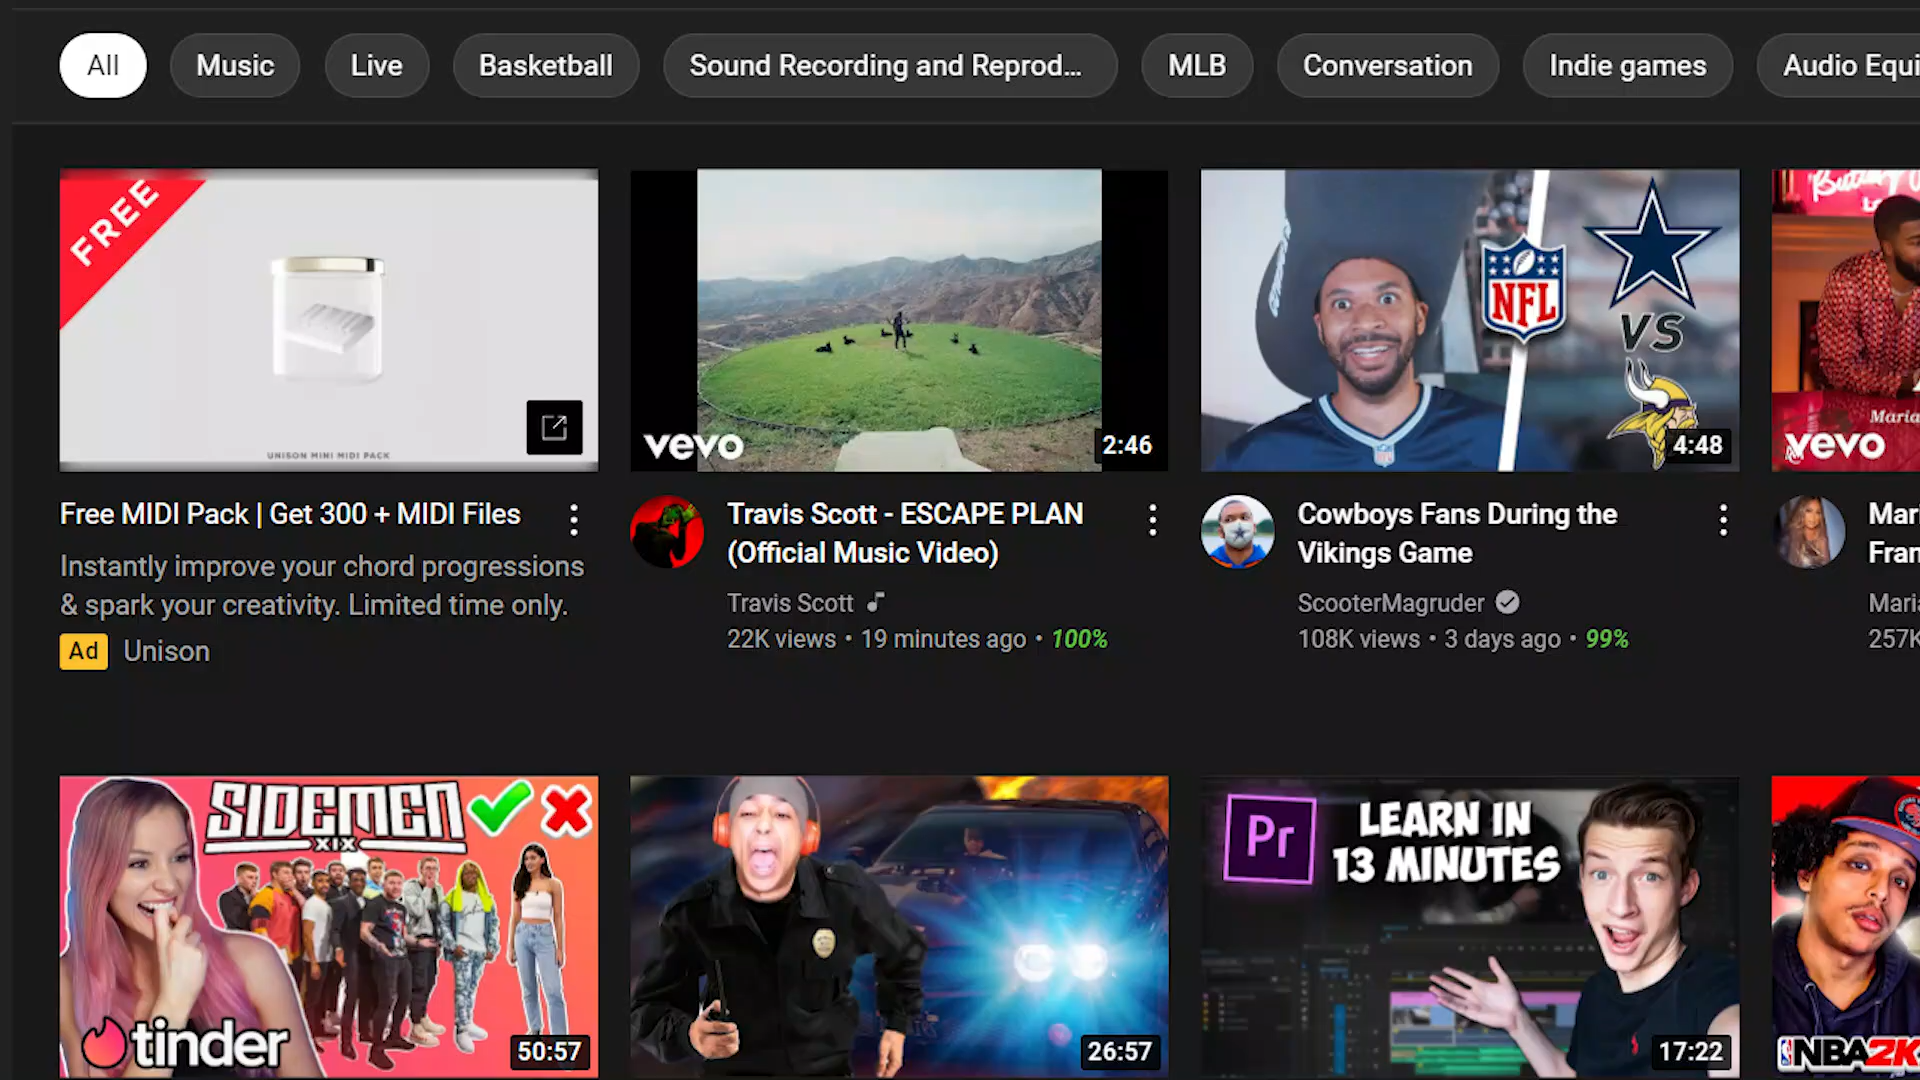 All
Music
Live
Basketball
Sound Recording and Reprod...
MLB
Conversation
Indie games
Audio Equi
FREE
UNISON MINI MIDI PACK
vevo
2:46
NFL
VS
4:48
Maria
vevo
Free MIDI Pack | Get 300 + MIDI Files
Instantly improve your chord progressions
& spark your creativity. Limited time only.
Ad Unison
Travis Scott - ESCAPE PLAN
(Official Music Video)
Travis Scott
22K views • 19 minutes ago • 100%
Cowboys Fans During the
Vikings Game
ScooterMagruder
108K views • 3 days ago • 99%
Mari
Fran
Maria
257K
SIDEMEN
XIX
tinder
50:57
26:57
Pr
LEARN IN
13 MINUTES
17:22
NBA2K